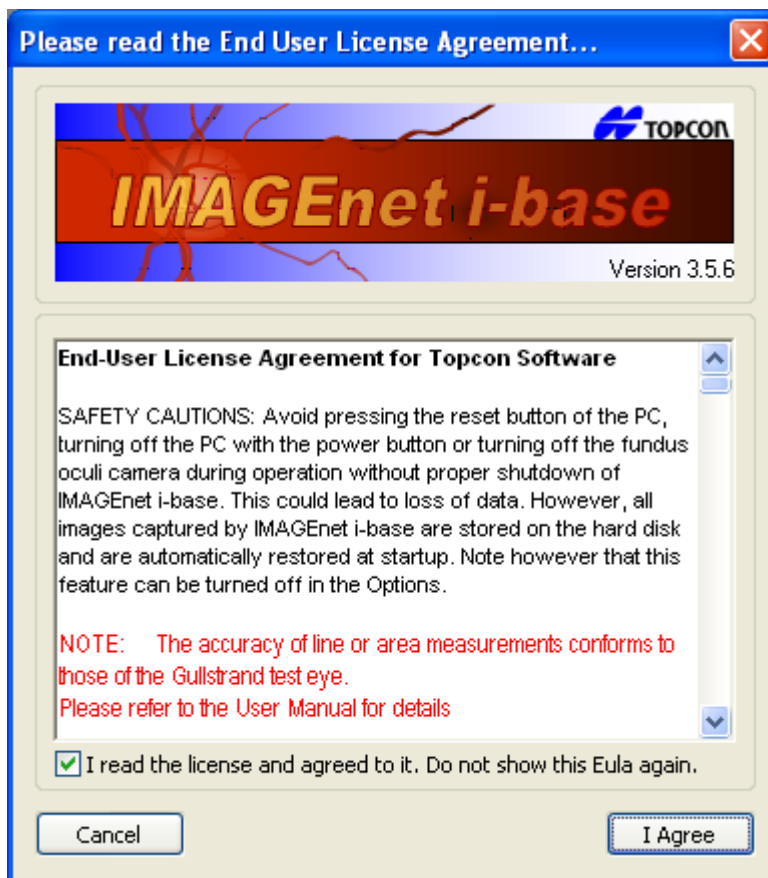 Please read the End User License Agreement...
TOPCON
IMAGEnet i-base
Version 3.5.6
End-User License Agreement for Topcon Software
SAFETY CAUTIONS: Avoid pressing the reset button of the PC,
turning off the PC with the power button or turning off the fundus
oculi camera during operation without proper shutdown of
IMAGEnet i-base. This could lead to loss of data. However, all
images captured by IMAGEnet i-base are stored on the hard disk
and are automatically restored at startup. Note however that this
feature can be turned off in the Options.
NOTE: The accuracy of line or area measurements conforms to
those of the Gullstrand test eye.
Please refer to the User Manual for details
I read the license and agreed to it. Do not show this Eula again.
Cancel
I Agree